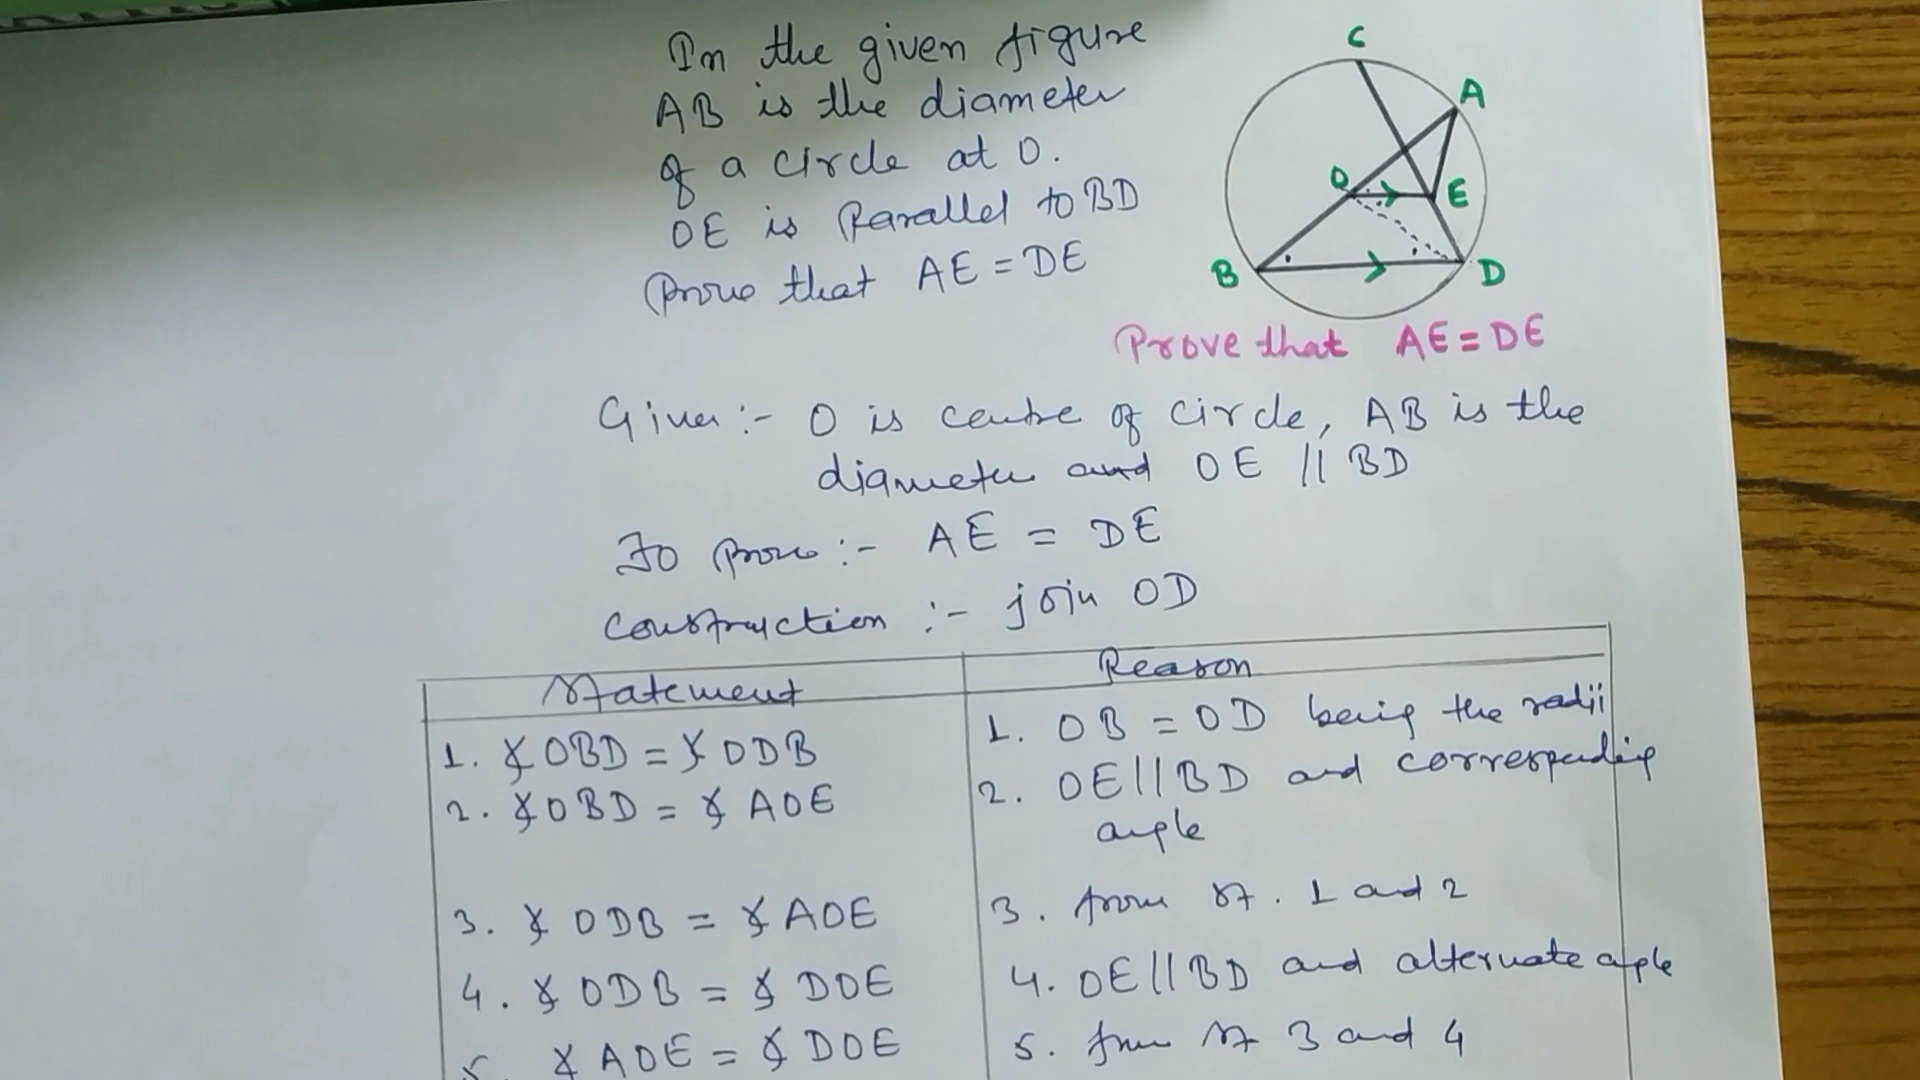 In the given figure
AB is the diameter
of a circle at O.
OE is Parallel to BD
Prove that AE = DE
C
A
O
E
B
D
Prove that AE = DE
Given :- O is centre of circle, AB is the
diameter and OE // BD
To prove :- AE = DE
Construction :- join OD
Statement
Reason
1. ∡ OBD = ∡ ODB
1. OB = OD being the radii
2. ∡ OBD = ∡ AOE
2. OE//BD and corresponding
angle
3. ∡ ODB = ∡ AOE
3. from st. 1 and 2
4. ∡ ODB = ∡ DOE
4. OE//BD and alternate angle
5. ∡ AOE = ∡ DOE
5. from st 3 and 4